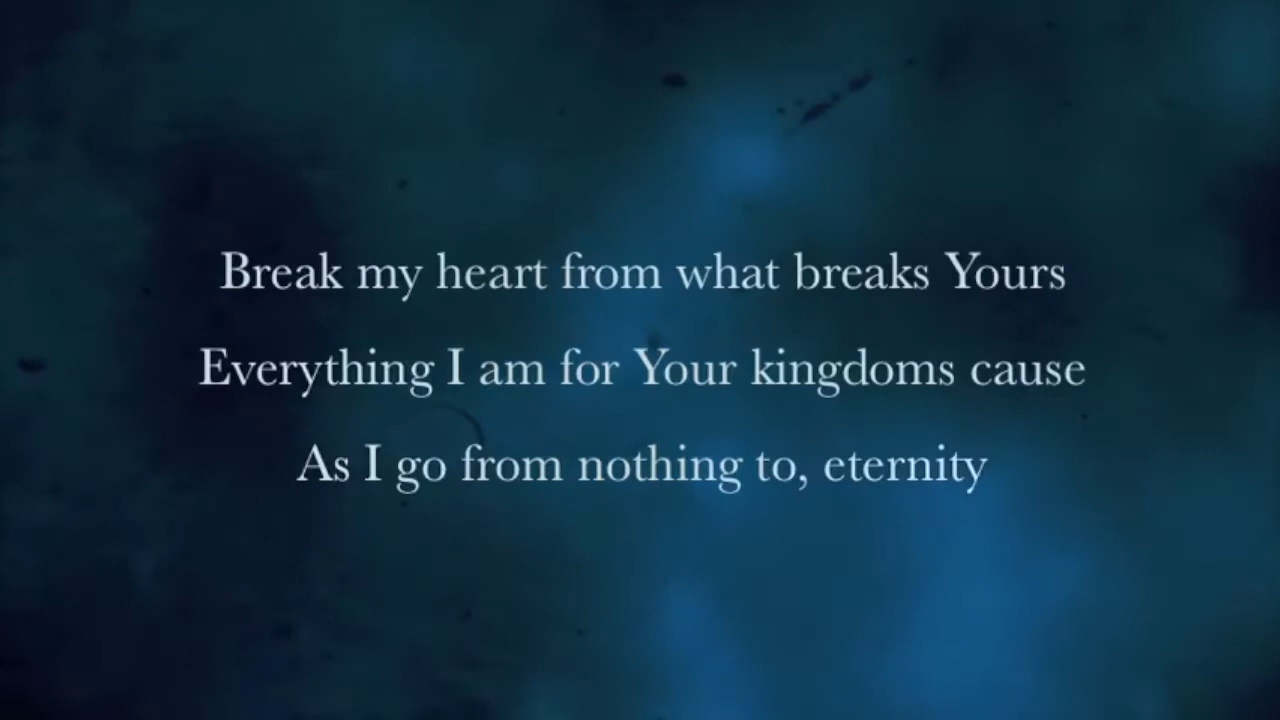 Break my heart from what breaks Yours
Everything I am for Your kingdoms cause
As I go from nothing to, eternity